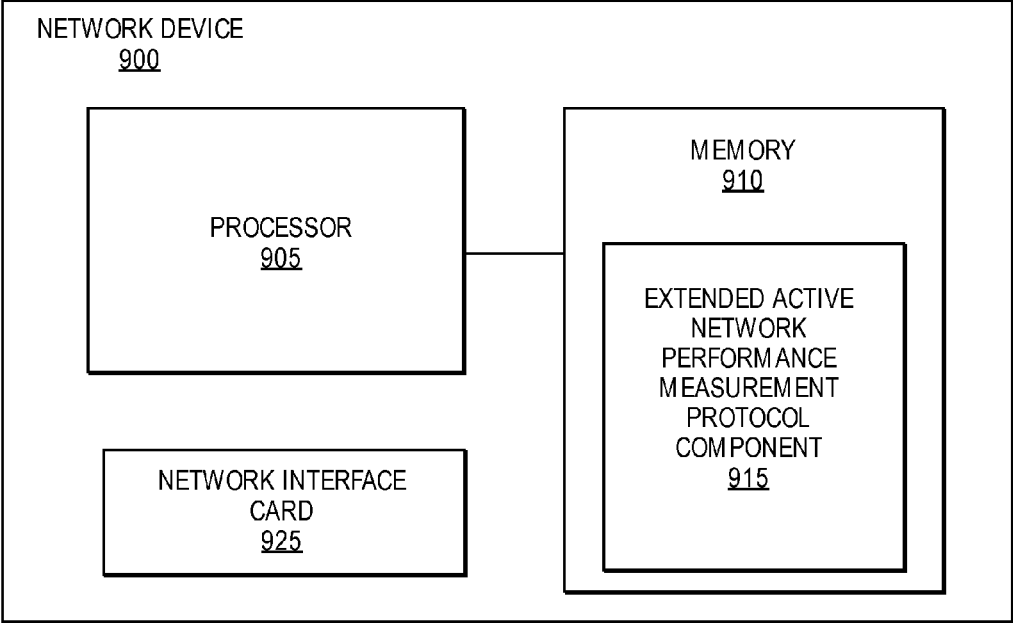 NETWORK DEVICE
900
PROCESSOR
905
MEMORY
910
EXTENDED ACTIVE
NETWORK
PERFORMANCE
MEASUREMENT
PROTOCOL
COMPONENT
915
NETWORK INTERFACE
CARD
925